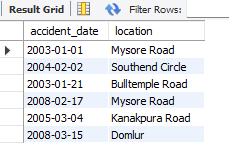 Result Grid Filter Rows:
accident_date location
2003-01-01 Mysore Road
2004-02-02 Southend Circle
2003-01-21 Bulltemple Road
2008-02-17 Mysore Road
2005-03-04 Kanakpura Road
2008-03-15 Domlur